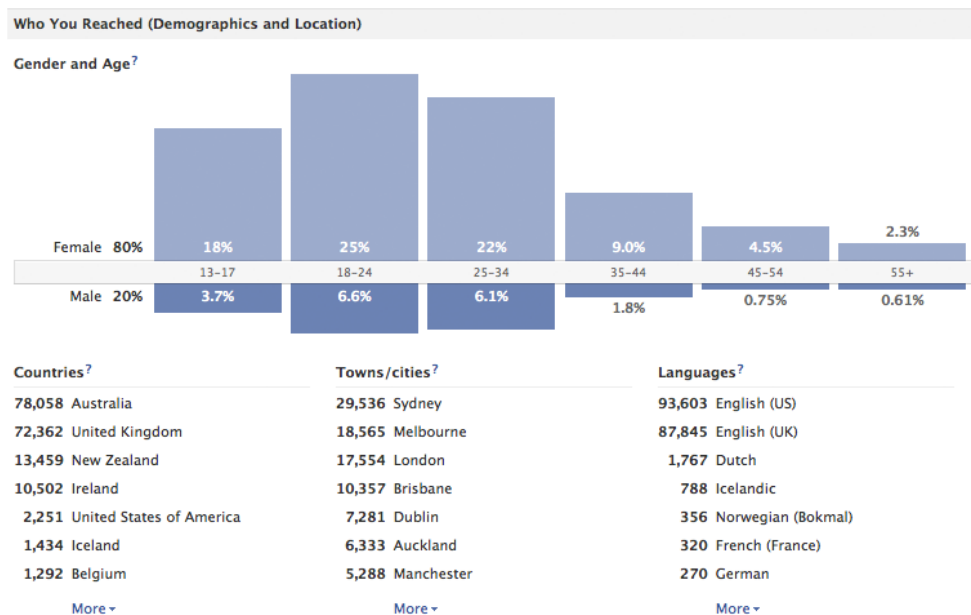 Who You Reached (Demographics and Location)
Gender and Age?
Female 80% 18% 25% 22% 9.0% 4.5% 2.3%
13-17 18-24 25-34 35-44 45-54 55+
Male 20% 3.7% 6.6% 6.1% 1.8% 0.75% 0.61%
Countries?
78,058 Australia
72,362 United Kingdom
13,459 New Zealand
10,502 Ireland
2,251 United States of America
1,434 Iceland
1,292 Belgium
More
Towns/cities?
29,536 Sydney
18,565 Melbourne
17,554 London
10,357 Brisbane
7,281 Dublin
6,333 Auckland
5,288 Manchester
More
Languages?
93,603 English (US)
87,845 English (UK)
1,767 Dutch
788 Icelandic
356 Norwegian (Bokmal)
320 French (France)
270 German
More